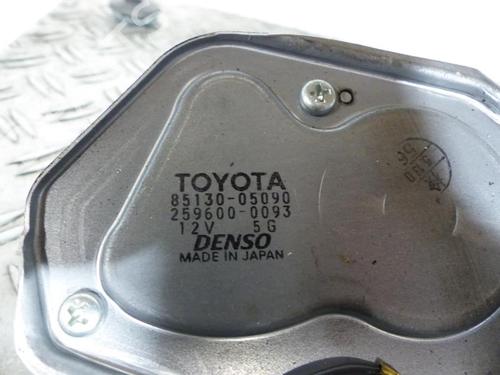 TOYOTA
85130-05090
259600-0093
12V 5G
DENSO
MADE IN JAPAN